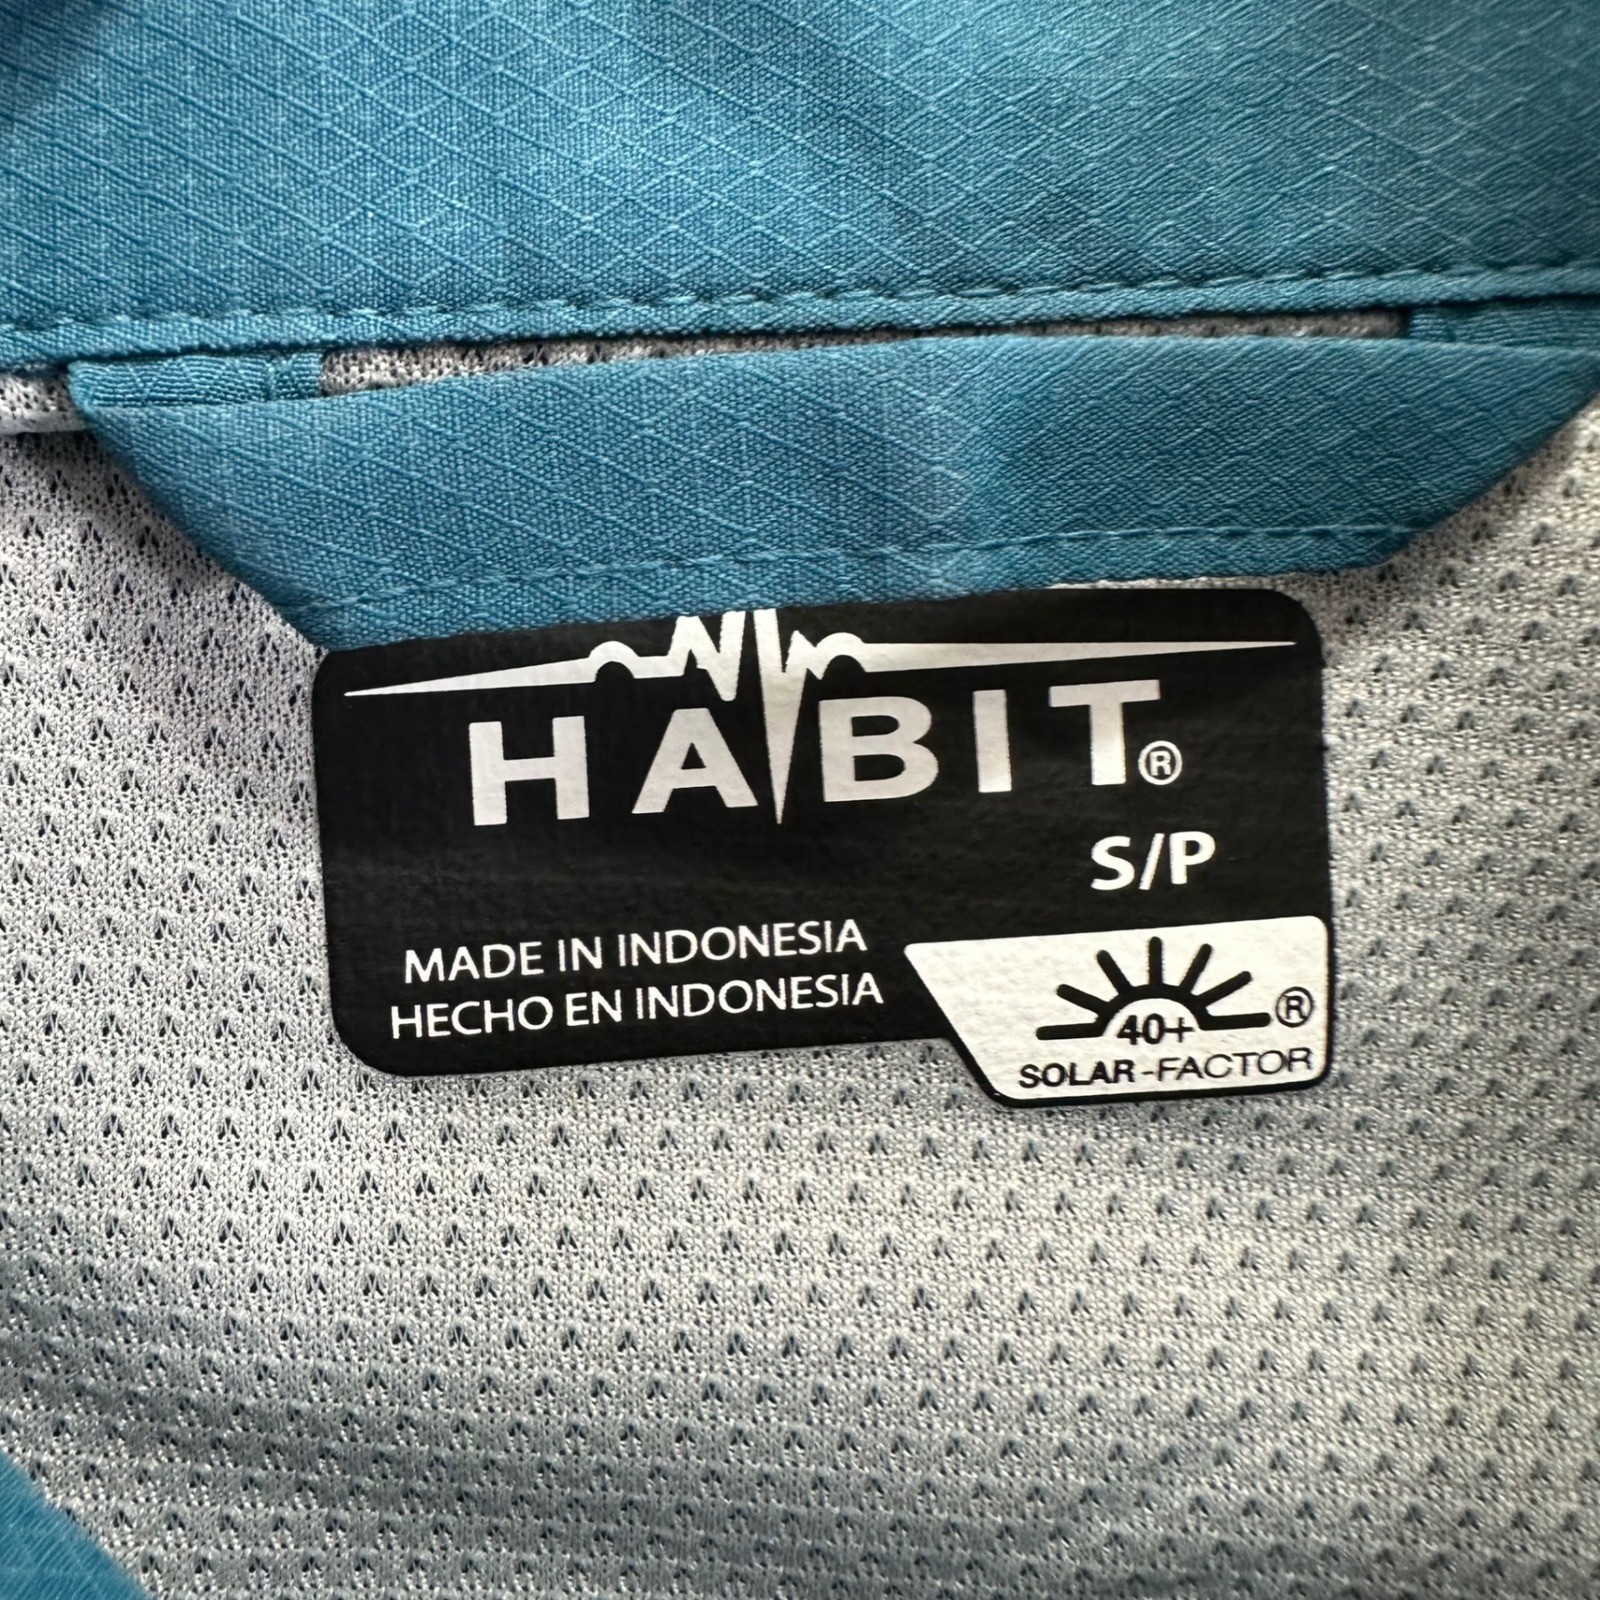 HABIT®
S/P
MADE IN INDONESIA
HECHO EN INDONESIA
40+ ®
SOLAR-FACTOR